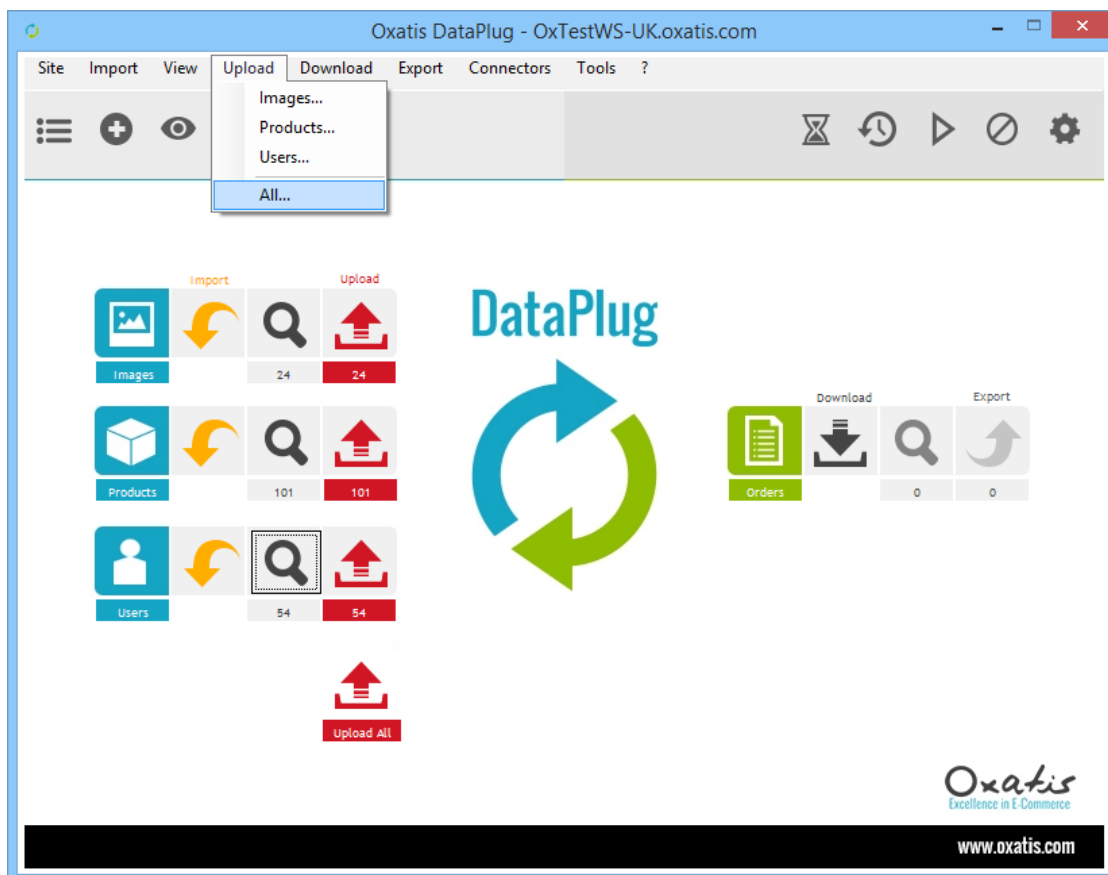 Oxatis DataPlug - OxTestWS-UK.oxatis.com
Site Import View Upload Download Export Connectors Tools ?
Images...
Products...
Users...
All...
Import Upload
Images 24 24
DataPlug
Download Export
Products 101 101
Orders 0 0
Users 54 54
Upload All
Oxatis
Excellence in E-Commerce
www.oxatis.com